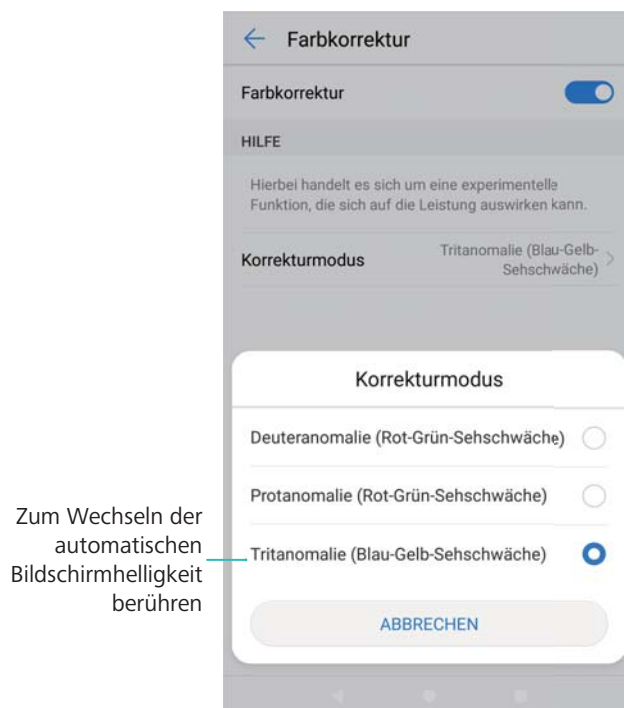 Farbkorrektur
Farbkorrektur
HILFE
Hierbei handelt es sich um eine experimentelle
Funktion, die sich auf die Leistung auswirken kann.
Korrekturmodus
Tritanomalie (Blau-Gelb-
Sehschwäche)
Korrekturmodus
Deuteranomalie (Rot-Grün-Sehschwäche)
Protanomalie (Rot-Grün-Sehschwäche)
Tritanomalie (Blau-Gelb-Sehschwäche)
ABBRECHEN
Zum Wechseln der
automatischen
Bildschirmhelligkeit
berühren